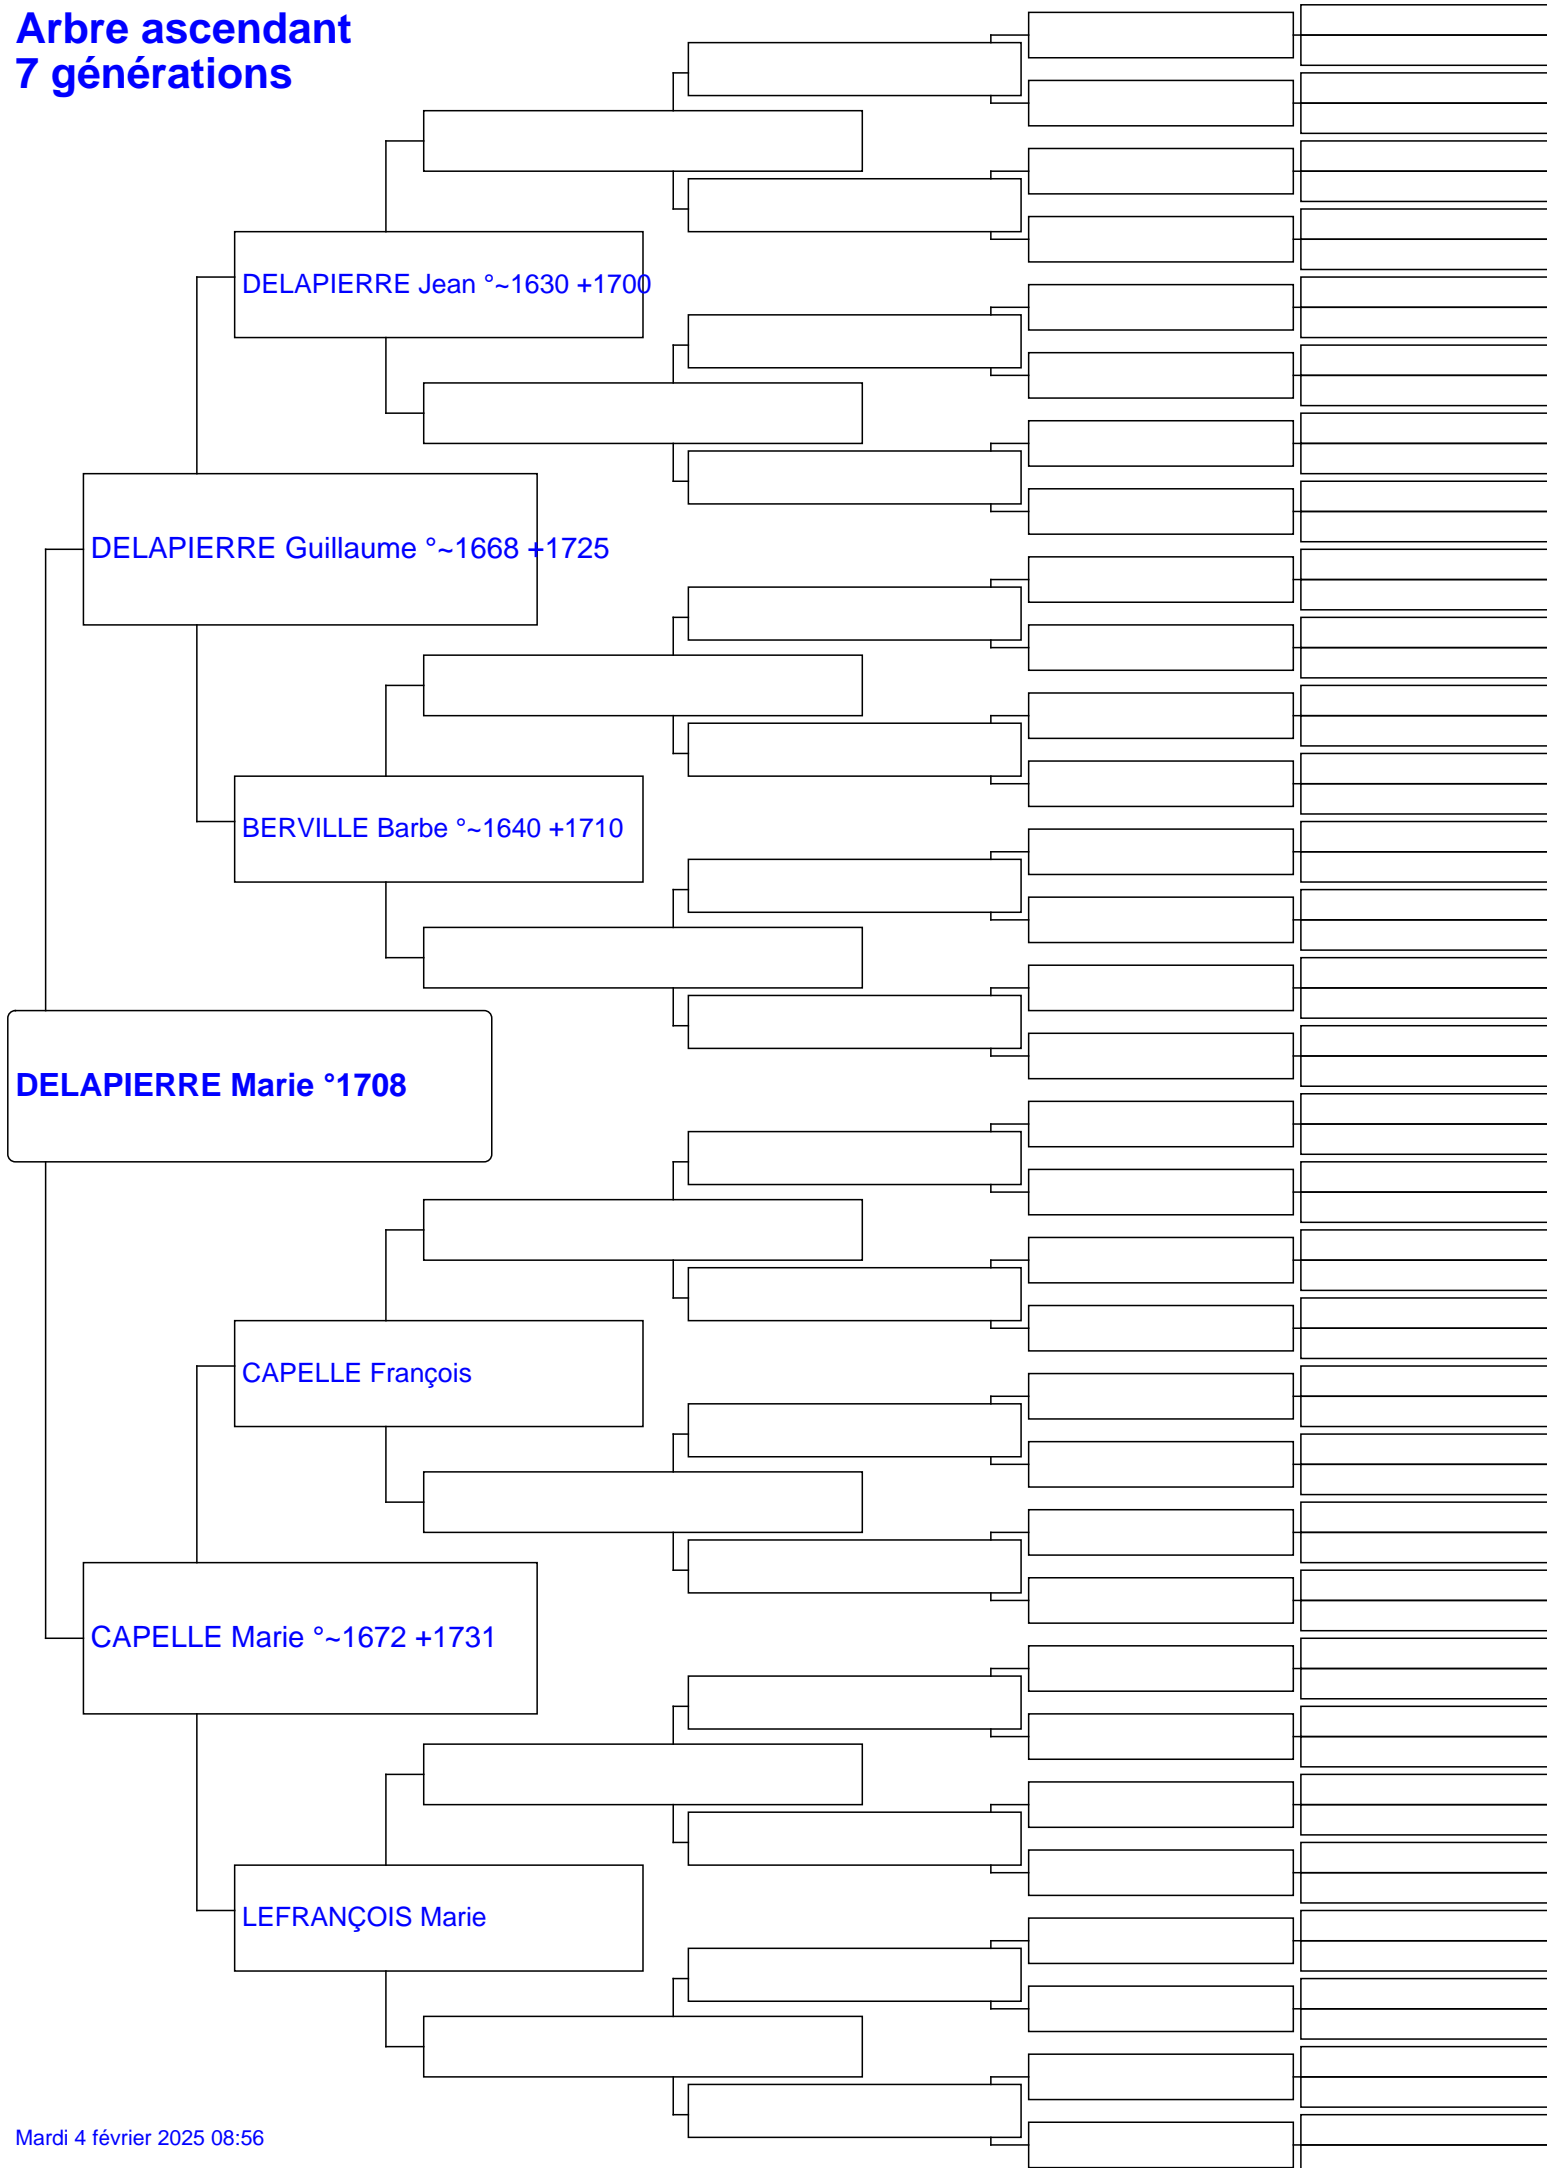 Arbre ascendant
7 générations
DELAPIERRE Jean °~1630 +1700
DELAPIERRE Guillaume °~1668 +1725
BERVILLE Barbe °~1640 +1710
DELAPIERRE Marie °1708
CAPELLE François
CAPELLE Marie °~1672 +1731
LEFRANÇOIS Marie
Mardi 4 février 2025 08:56